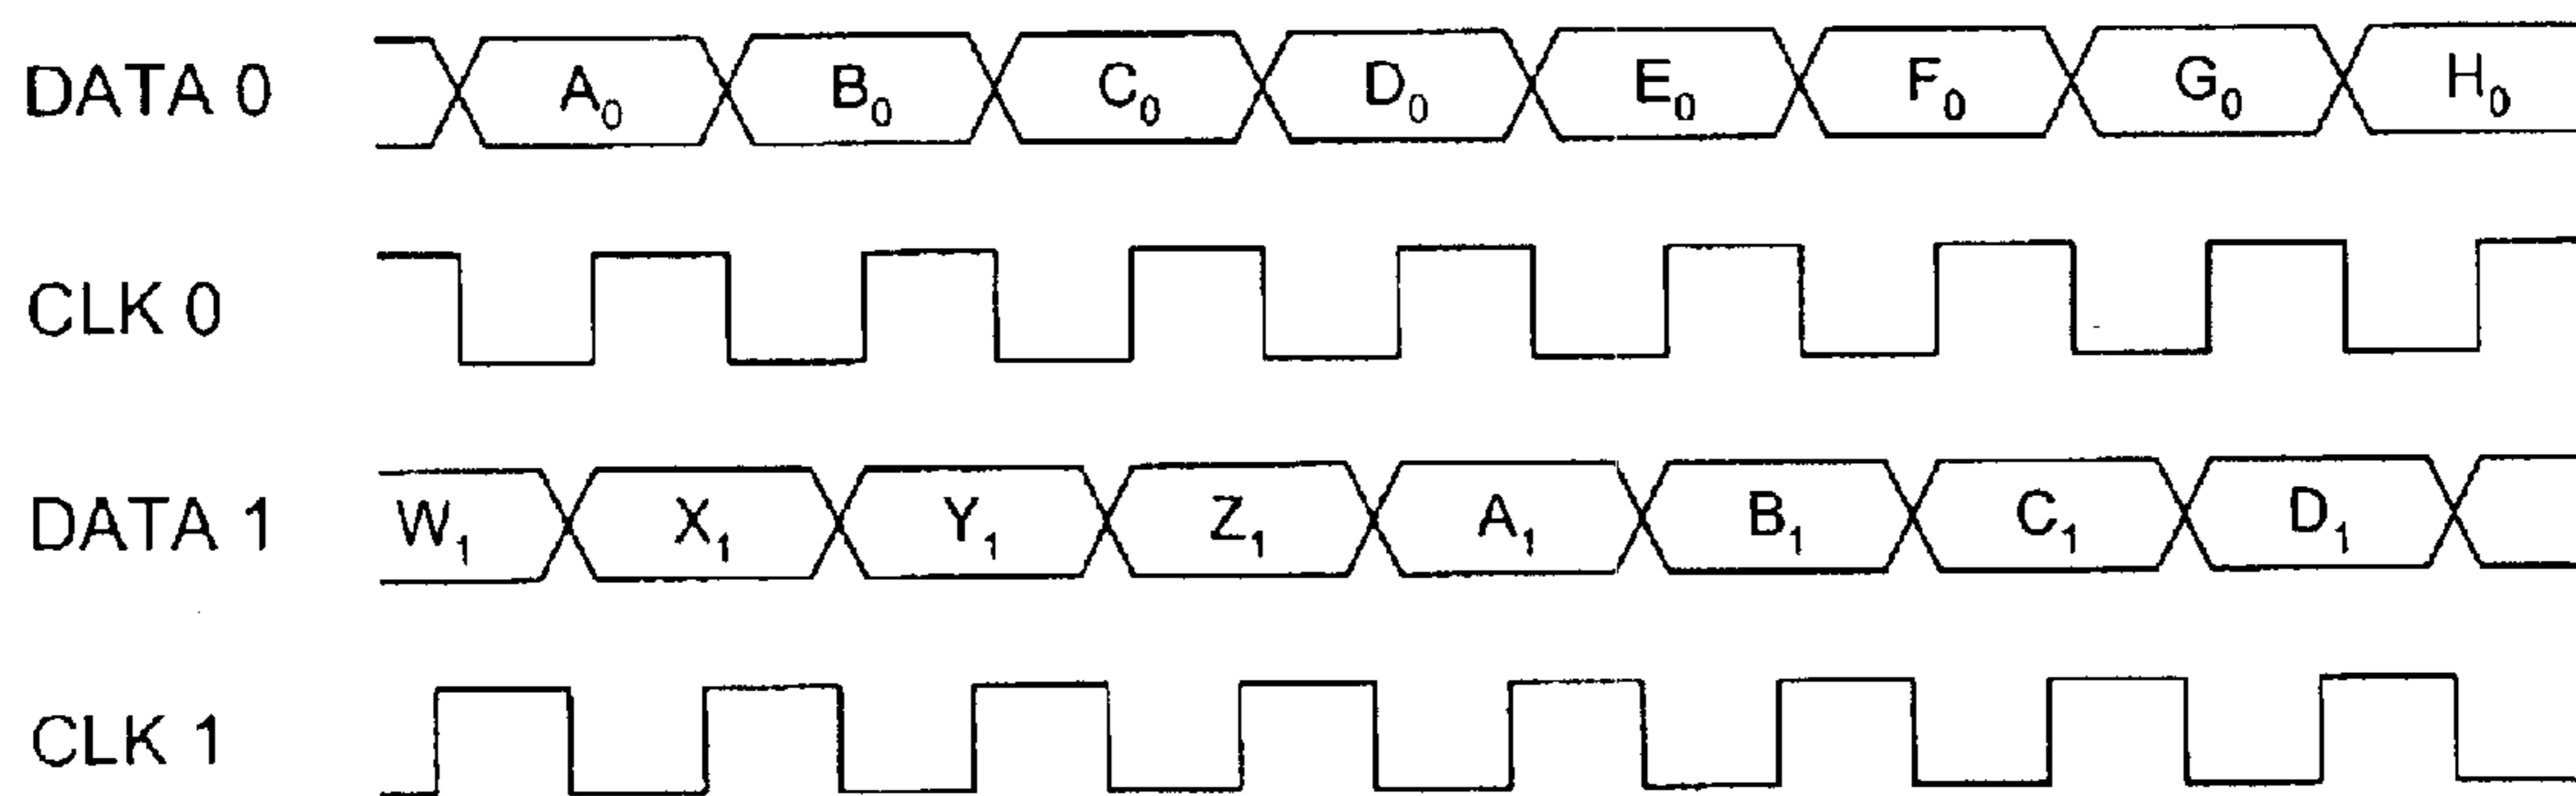 DATA 0 A₀ B₀ C₀ D₀ E₀ F₀ G₀ H₀
CLK 0
DATA 1 W₁ X₁ Y₁ Z₁ A₁ B₁ C₁ D₁
CLK 1